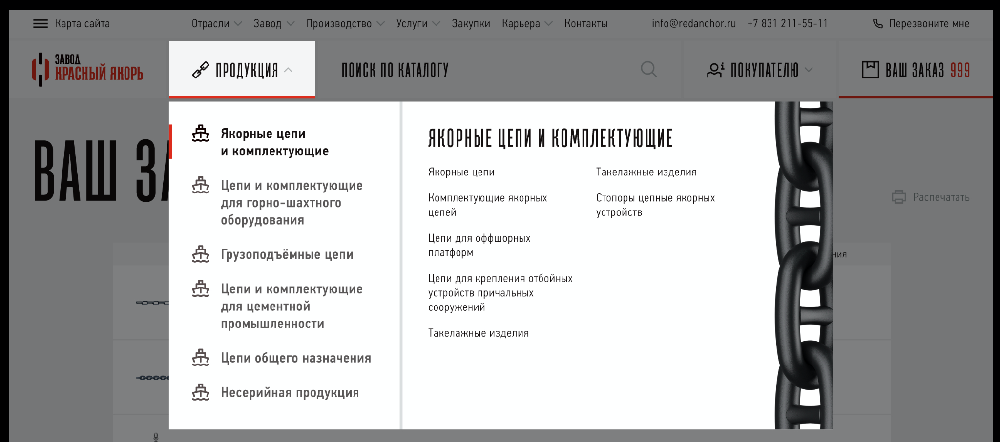 Карта сайта
Отрасли
Завод
Производство
Услуги
Закупки
Карьера
Контакты
info@redanchor.ru
+7 831 211-55-11
Перезвоните мне
ЗАВОД
КРАСНЫЙ ЯКОРЬ
ПРОДУКЦИЯ
ПОИСК ПО КАТАЛОГУ
ПОКУПАТЕЛЮ
ВАШ ЗАКАЗ 999
ВАШ
Распечатать
Якорные цепи
и комплектующие
Цепи и комплектующие
для горно-шахтного
оборудования
Грузоподъёмные цепи
Цепи и комплектующие
для цементной
промышленности
Цепи общего назначения
Несерийная продукция
ЯКОРНЫЕ ЦЕПИ И КОМПЛЕКТУЮЩИЕ
Якорные цепи
Комплектующие якорных
цепей
Цепи для оффшорных
платформ
Цепи для крепления отбойных
устройств причальных
сооружений
Такелажные изделия
Такелажные изделия
Стопоры цепные якорных
устройств